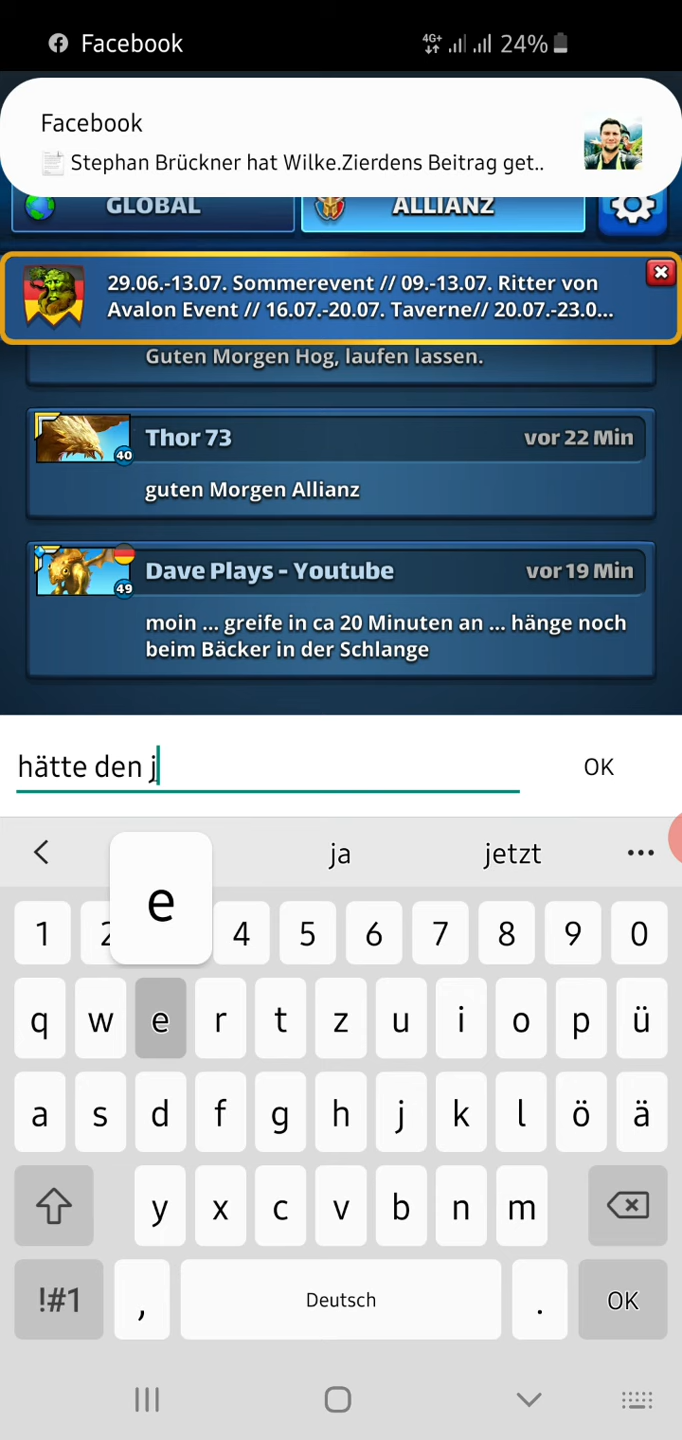 Facebook
4G+
24%
Facebook
Stephan Brückner hat Wilke.Zierdens Beitrag get..
GLOBAL
ALLIANZ
29.06.-13.07. Sommerevent // 09.-13.07. Ritter von
Avalon Event // 16.07.-20.07. Taverne// 20.07.-23.0...
Guten Morgen Hog, laufen lassen.
Thor 73
vor 22 Min
40
guten Morgen Allianz
Dave Plays - Youtube
vor 19 Min
49
moin ... greife in ca 20 Minuten an ... hänge noch
beim Bäcker in der Schlange
hätte den j
OK
ja
jetzt
e
1 2 4 5 6 7 8 9 0
q w e r t z u i o p ü
a s d f g h j k l ö ä
y x c v b n m
!#1 , Deutsch . OK